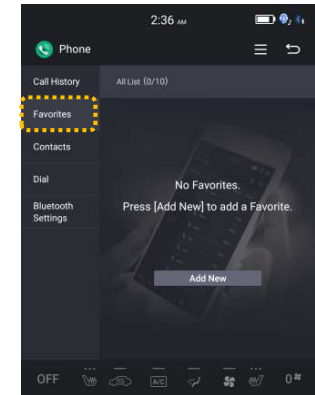 2:36 AM
Phone
Call History
All List (0/10)
Favorites
Contacts
Dial
No Favorites.
Bluetooth
Settings
Press [Add New] to add a Favorite.
Add New
OFF
A/C
0